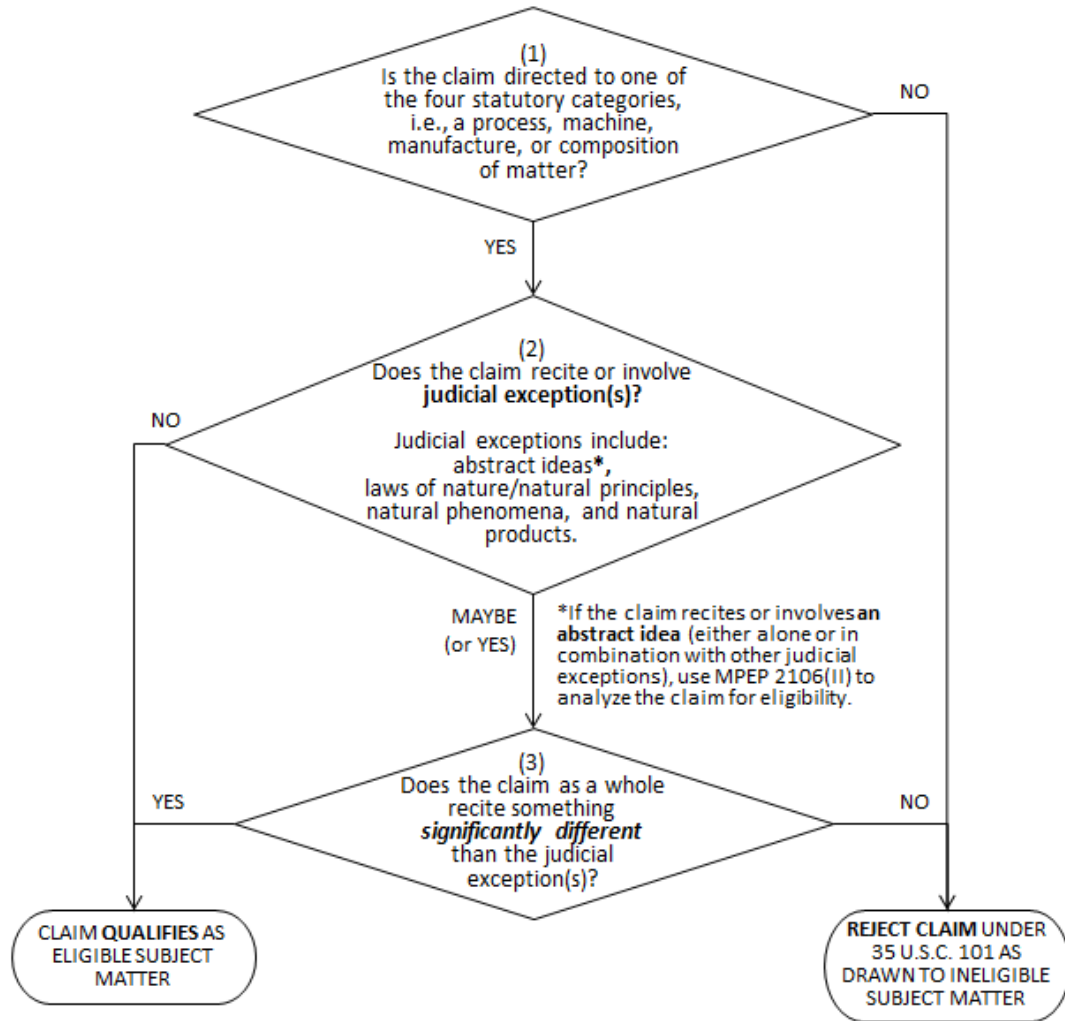 (1)
Is the claim directed to one of
the four statutory categories,
i.e., a process, machine,
manufacture, or composition
of matter?
NO
YES
(2)
Does the claim recite or involve
judicial exception(s)?
NO
Judicial exceptions include:
abstract ideas*,
laws of nature/natural principles,
natural phenomena, and natural
products.
MAYBE
(or YES)
*If the claim recites or involves an
abstract idea (either alone or in
combination with other judicial
exceptions), use MPEP 2106(II) to
analyze the claim for eligibility.
(3)
Does the claim as a whole
recite something
significantly different
than the judicial
exception(s)?
YES
NO
CLAIM QUALIFIES AS
ELIGIBLE SUBJECT
MATTER
REJECT CLAIM UNDER
35 U.S.C. 101 AS
DRAWN TO INELIGIBLE
SUBJECT MATTER